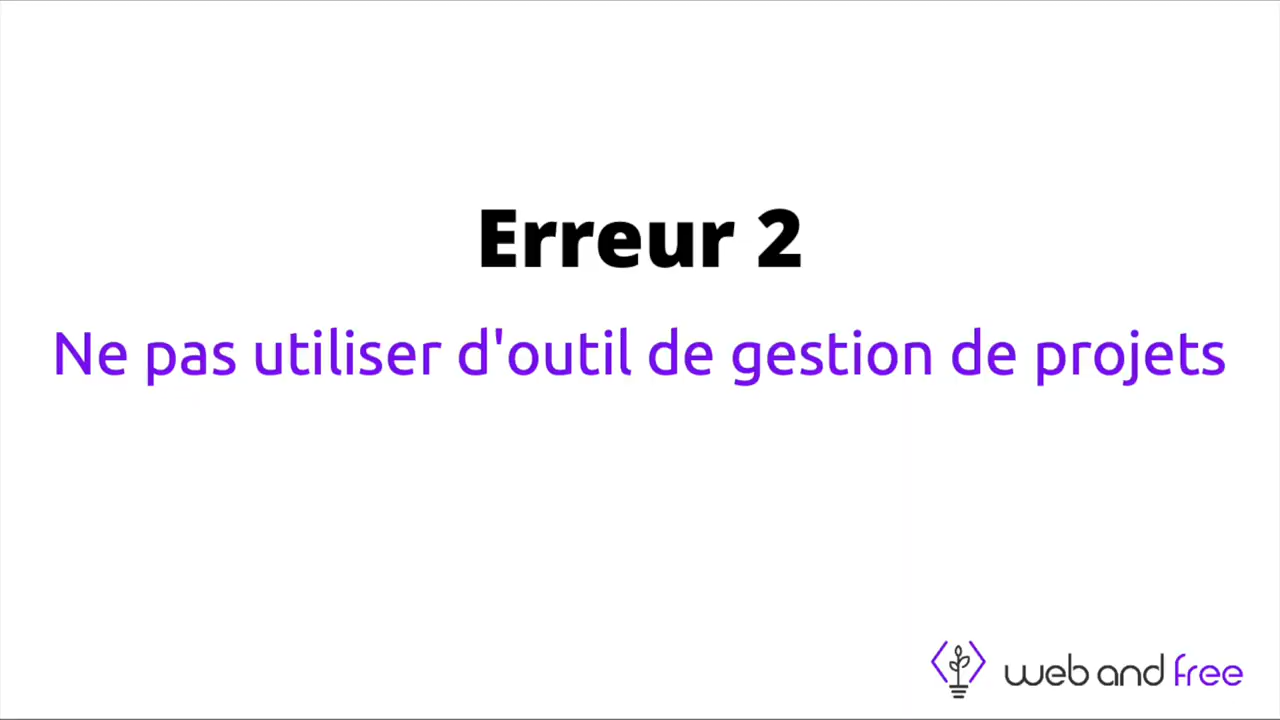 Erreur 2
Ne pas utiliser d'outil de gestion de projets
web and free